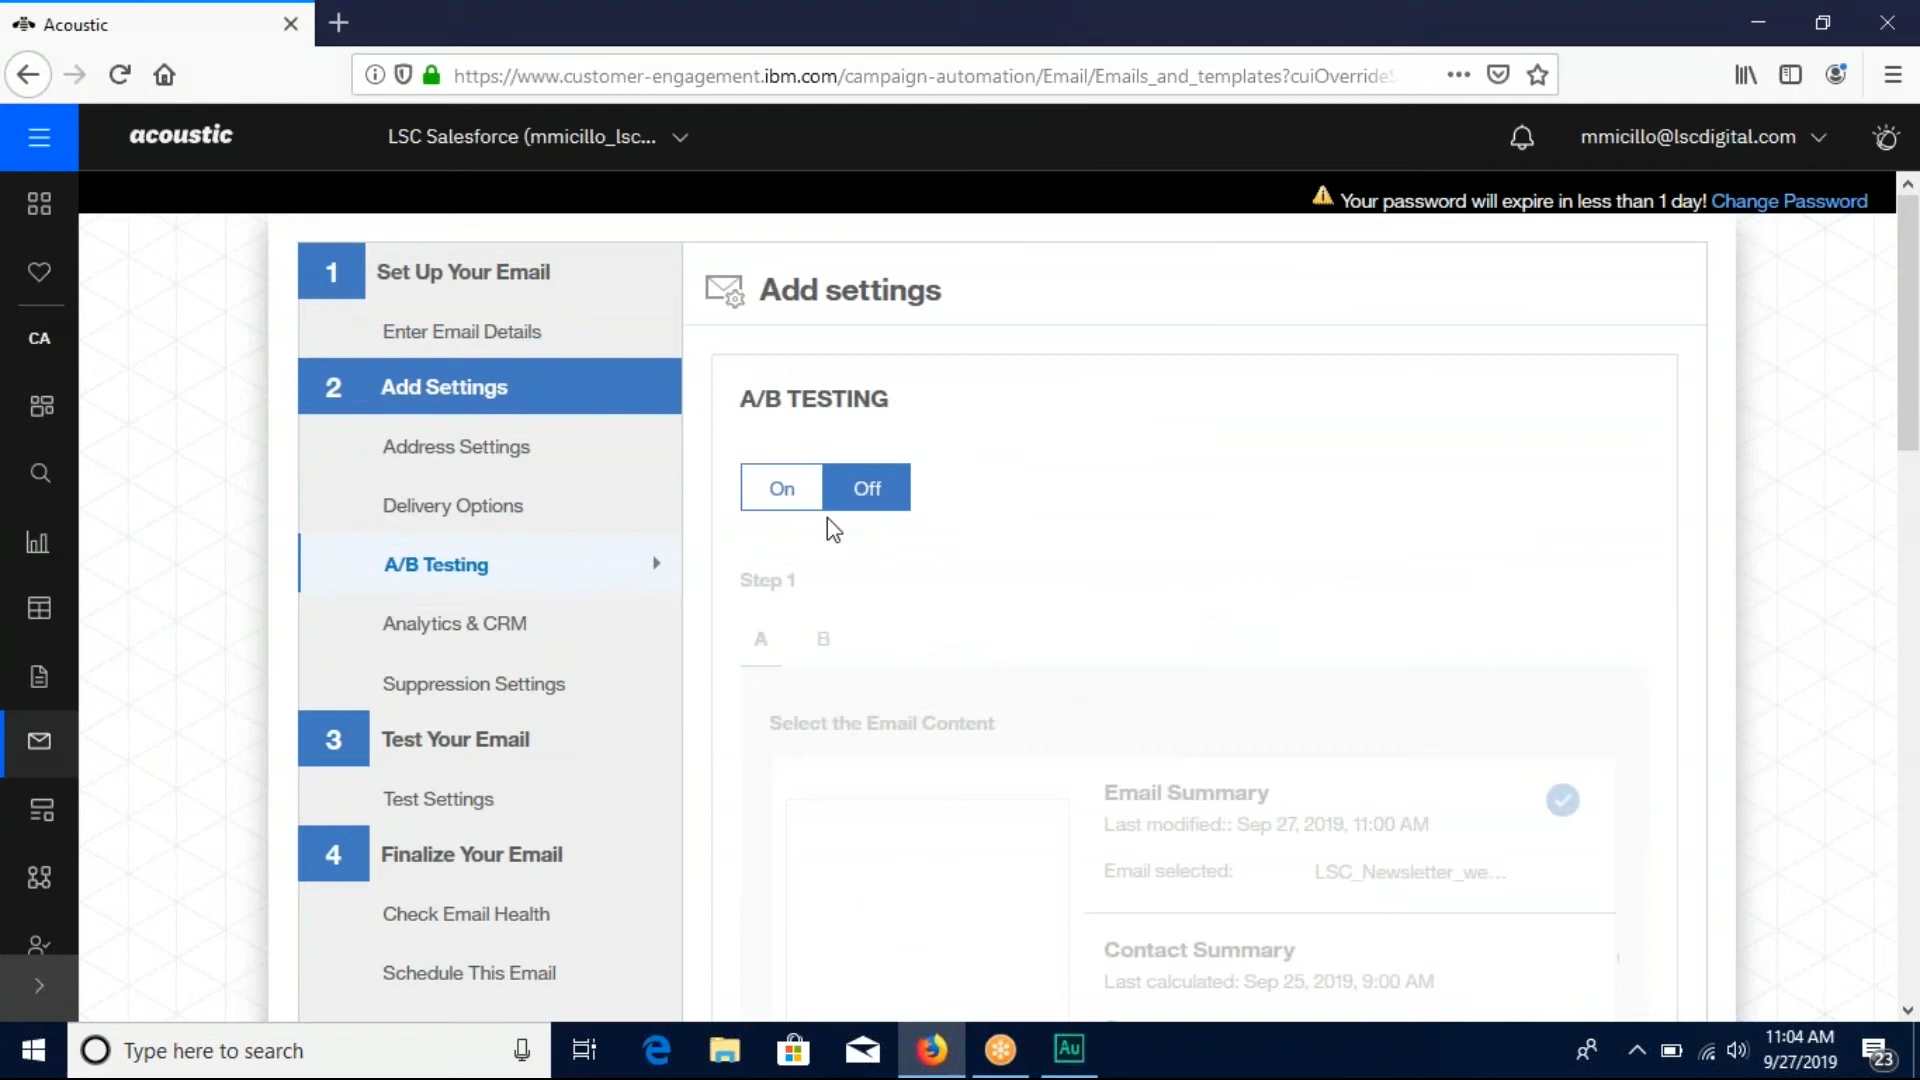 Acoustic
https://www.customer-engagement.ibm.com/campaign-automation/Email/Emails_and_templates?cuiOverrideS
acoustic
LSC Salesforce (mmicillo_lsc...
mmicillo@lscdigital.com
Your password will expire in less than 1 day! Change Password
1 Set Up Your Email
Enter Email Details
2 Add Settings
Address Settings
Delivery Options
A/B Testing
Analytics & CRM
Suppression Settings
3 Test Your Email
Test Settings
4 Finalize Your Email
Check Email Health
Schedule This Email
CA
Add settings
A/B TESTING
On Off
Step 1
A B
Select the Email Content
Email Summary
Last modified:: Sep 27, 2019, 11:00 AM
Email selected: LSC_Newsletter_we...
Contact Summary
Last calculated: Sep 25, 2019, 9:00 AM
Type here to search
Au
11:04 AM
9/27/2019
23